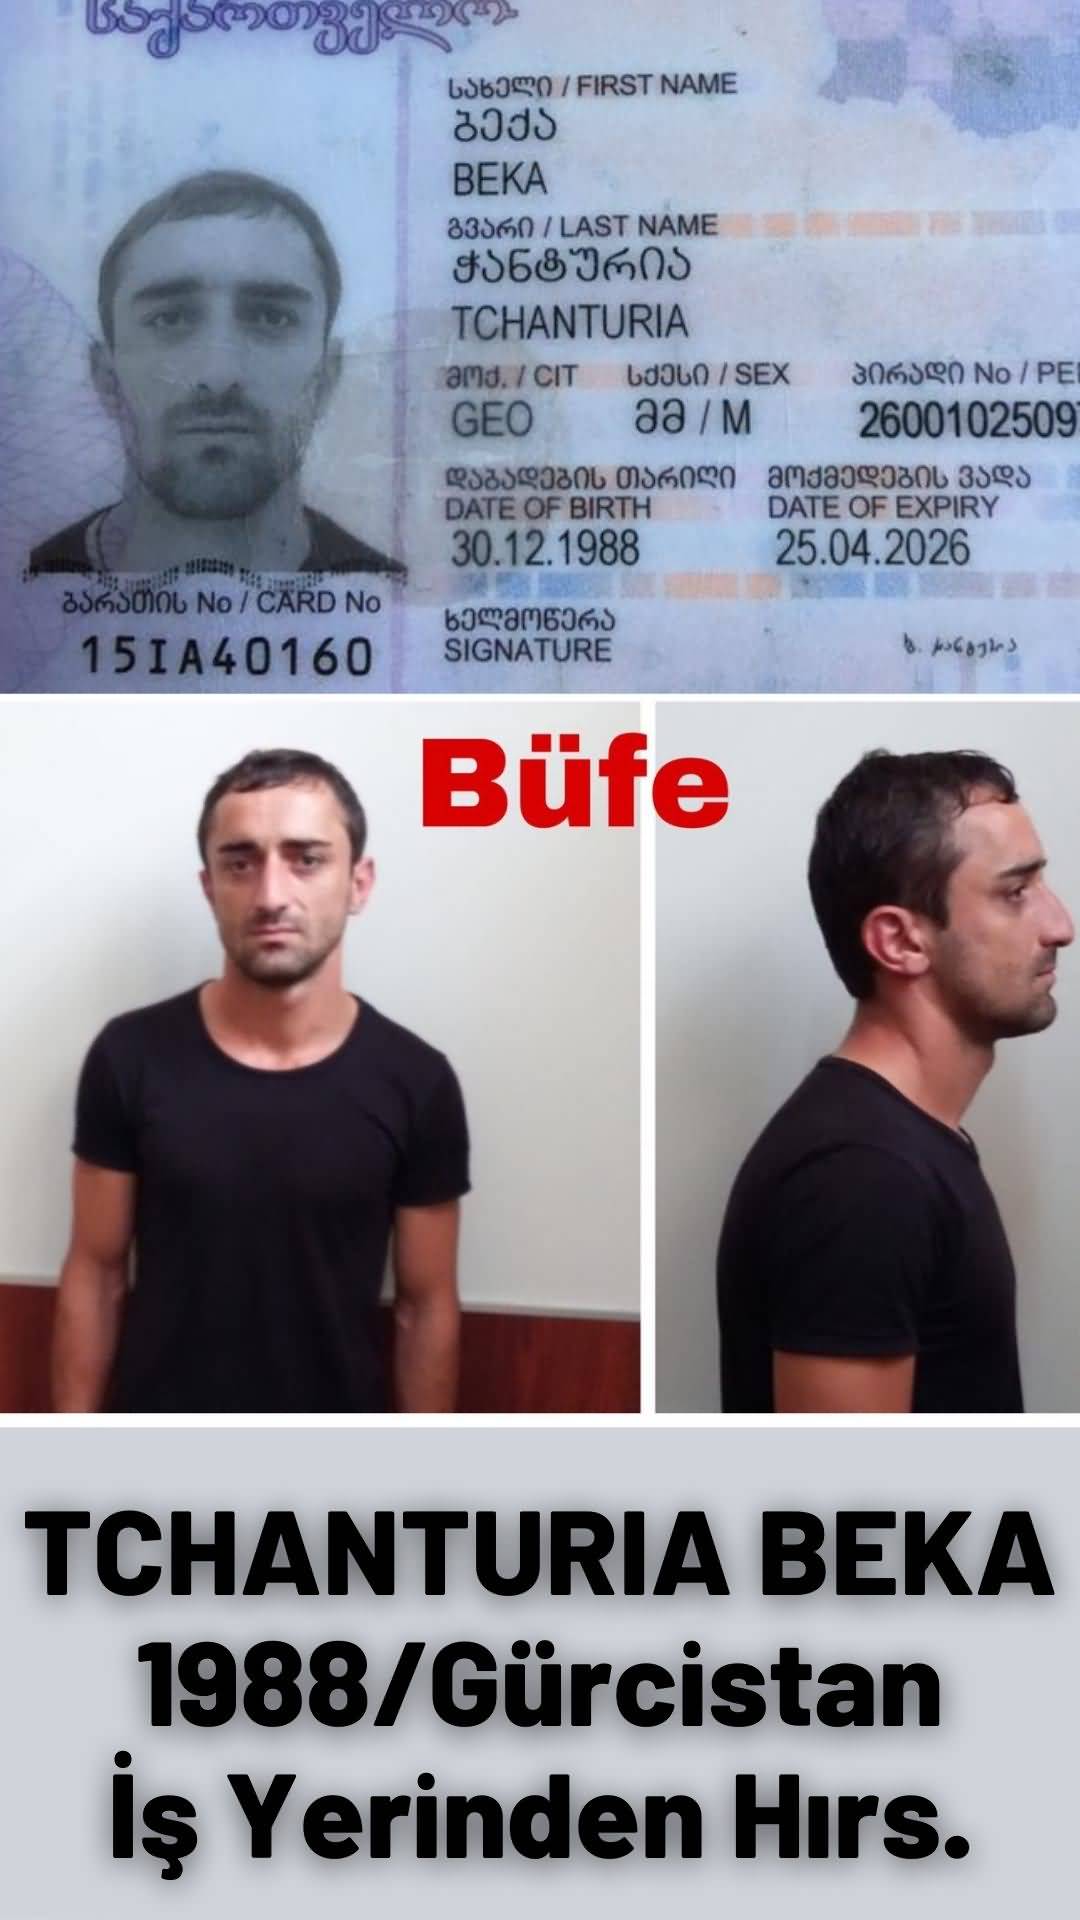 საქართველო
სახელი / FIRST NAME
ბექა
BEKA
გვარი / LAST NAME
ჭანტურია
TCHANTURIA
მოქ. / CIT სქესი / SEX პირადი No / PE
GEO მმ / M 2600102509
დაბადების თარიღი მოქმედების ვადა
DATE OF BIRTH DATE OF EXPIRY
30.12.1988 25.04.2026
ბარათის No / CARD No
15IA40160
ხელმოწერა
SIGNATURE
ბ. ჭანტურია
Büfe
TCHANTURIA BEKA
1988/Gürcistan
İş Yerinden Hırs.